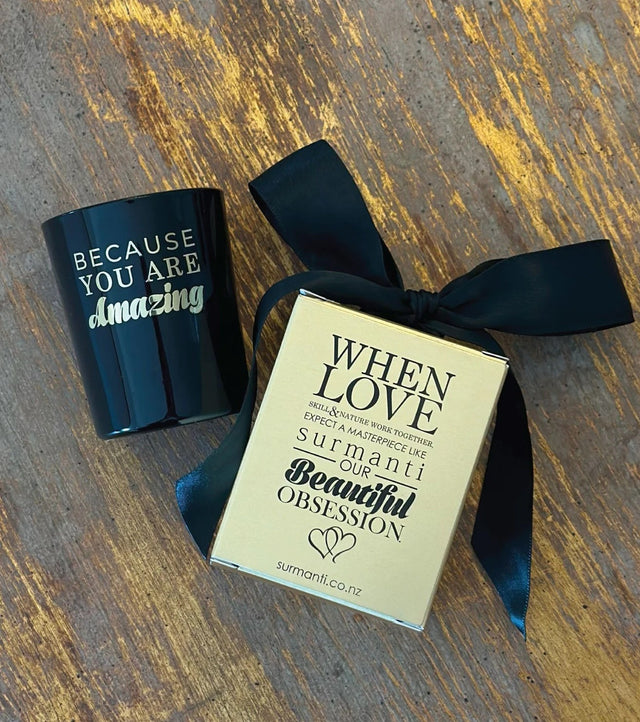 BECAUSE
YOU ARE
Amazing
WHEN
LOVE
SKILL & NATURE WORK TOGETHER.
EXPECT A MASTERPIECE LIKE
Surmanti
OUR
Beautiful
OBSESSION.
surmanti.co.nz